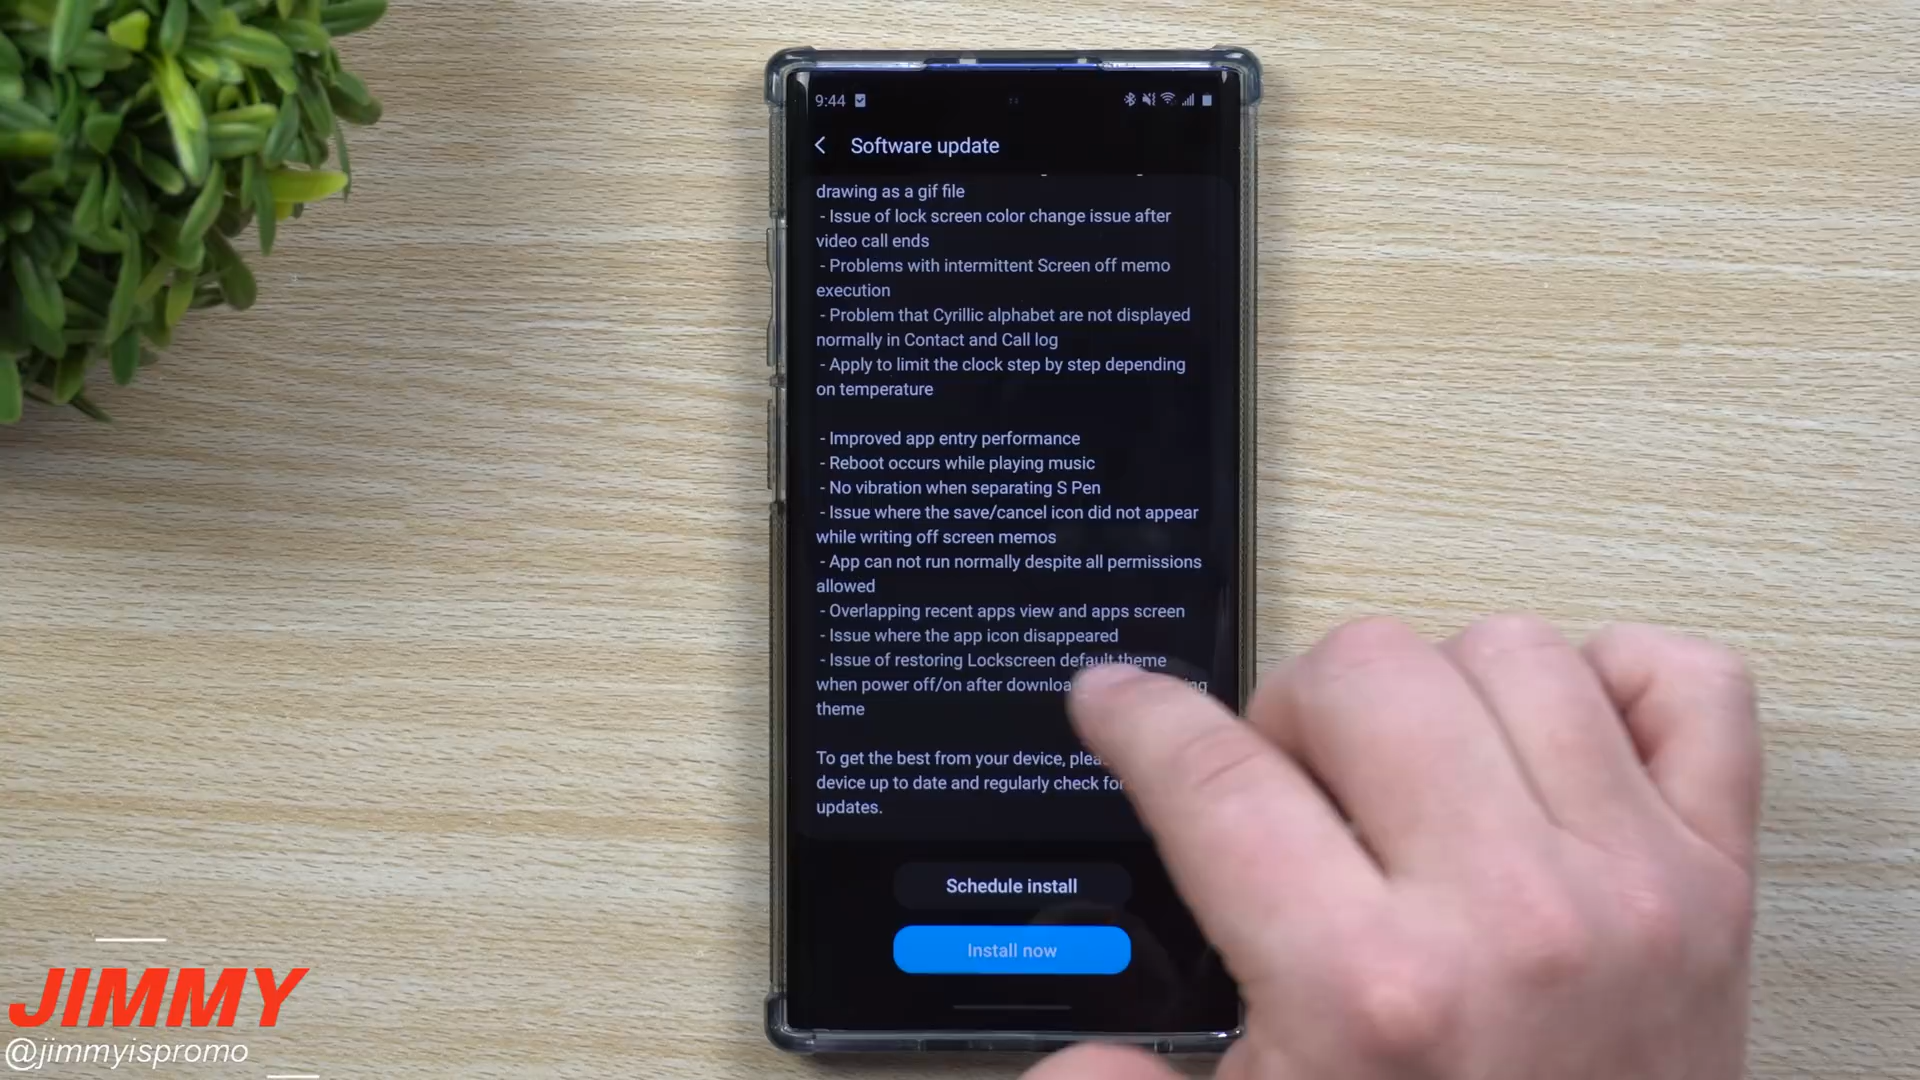 9:44
Software update
drawing as a gif file
- Issue of lock screen color change issue after
video call ends
- Problems with intermittent Screen off memo
execution
- Problem that Cyrillic alphabet are not displayed
normally in Contact and Call log
- Apply to limit the clock step by step depending
on temperature
- Improved app entry performance
- Reboot occurs while playing music
- No vibration when separating S Pen
- Issue where the save/cancel icon did not appear
while writing off screen memos
- App can not run normally despite all permissions
allowed
- Overlapping recent apps view and apps screen
- Issue where the app icon disappeared
- Issue of restoring Lockscreen default theme
when power off/on after
theme
To get the best from your device,
device up to date and regularly check for
updates.
Schedule install
Install now
JIMMY
@jimmyispromo